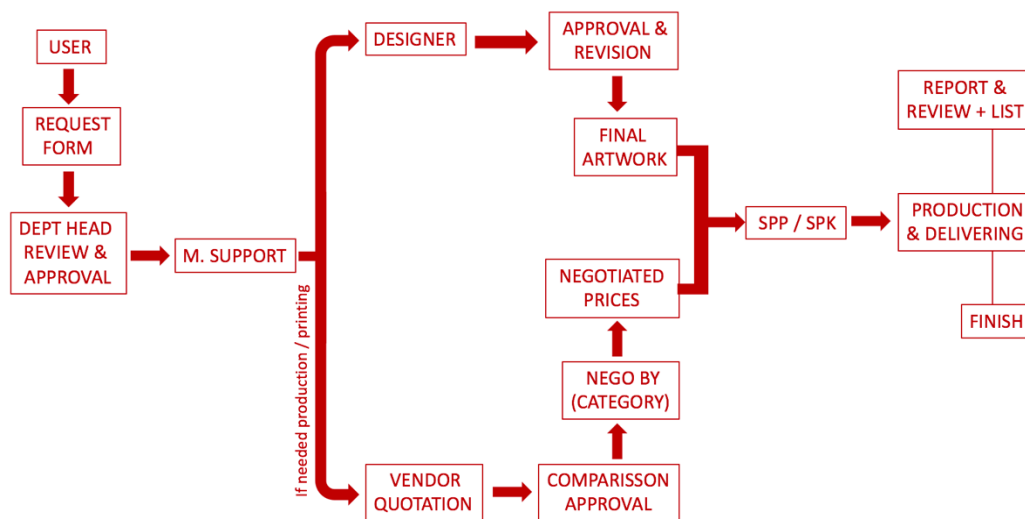 USER
REQUEST
FORM
DEPT HEAD
REVIEW &
APPROVAL
M. SUPPORT
If needed production / printing
DESIGNER
APPROVAL &
REVISION
FINAL
ARTWORK
VENDOR
QUOTATION
COMPARISSON
APPROVAL
NEGO BY
(CATEGORY)
NEGOTIATED
PRICES
SPP / SPK
PRODUCTION
& DELIVERING
REPORT &
REVIEW + LIST
FINISH